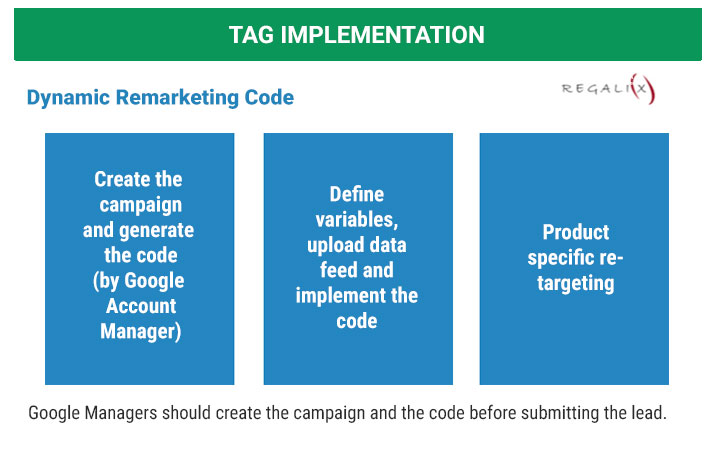 TAG IMPLEMENTATION
Dynamic Remarketing Code
REGALIX
Create the
campaign
and generate
the code
(by Google
Account
Manager)
Define
variables,
upload data
feed and
implement the
code
Product
specific re-
targeting
Google Managers should create the campaign and the code before submitting the lead.